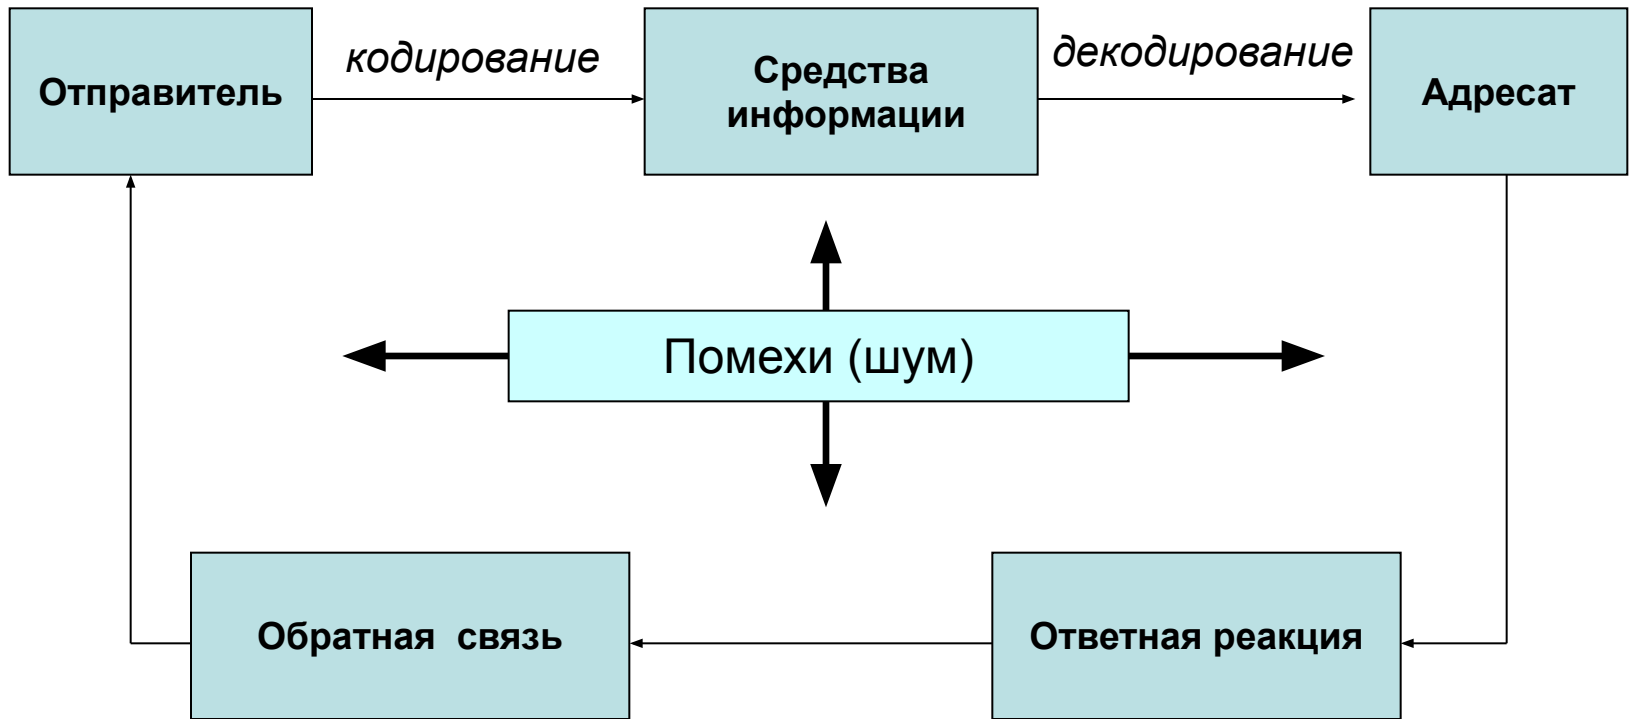 Отправитель
кодирование
Средства
информации
декодирование
Адресат
Помехи (шум)
Обратная связь
Ответная реакция